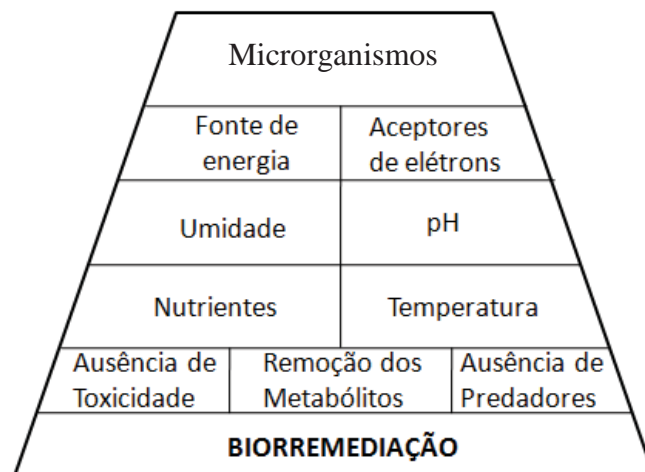 Microrganismos
Fonte de
energia
Aceptores
de elétrons
Umidade
pH
Nutrientes
Temperatura
Ausência de
Toxicidade
Remoção dos
Metabólitos
Ausência de
Predadores
BIORREMEDIAÇÃO